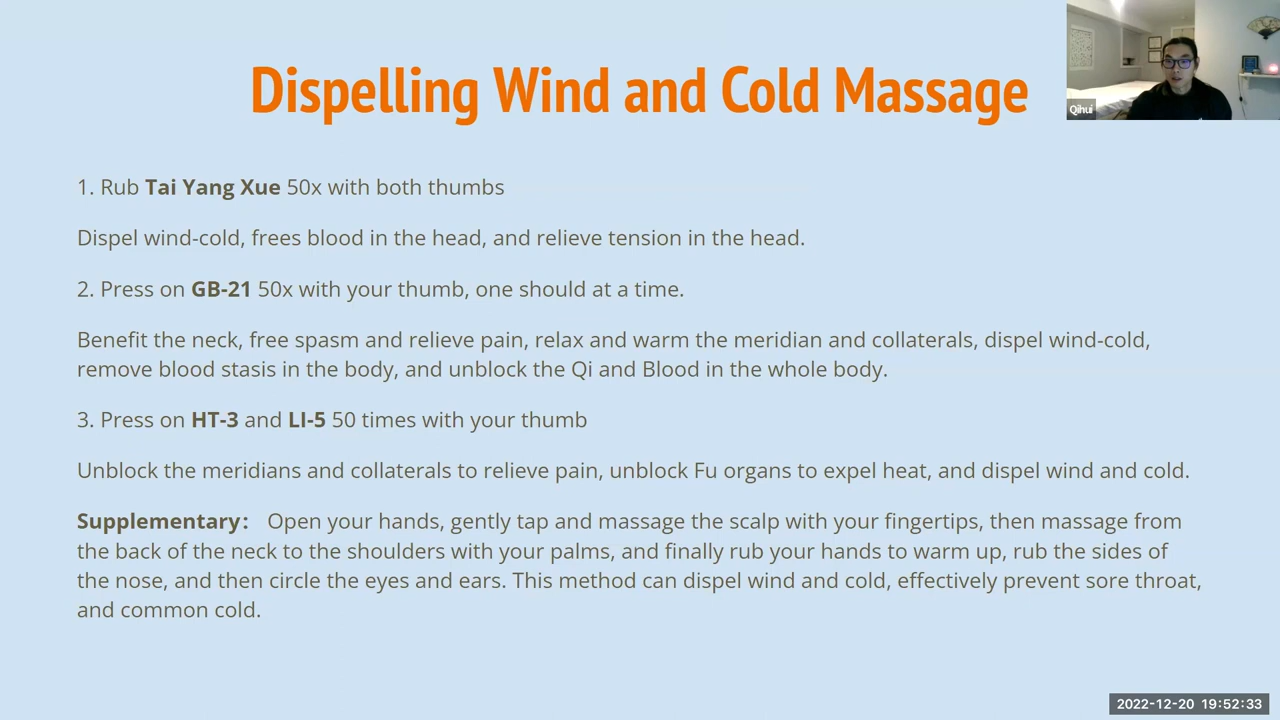 Dispelling Wind and Cold Massage
Qihui
1. Rub Tai Yang Xue 50x with both thumbs
Dispel wind-cold, frees blood in the head, and relieve tension in the head.
2. Press on GB-21 50x with your thumb, one should at a time.
Benefit the neck, free spasm and relieve pain, relax and warm the meridian and collaterals, dispel wind-cold,
remove blood stasis in the body, and unblock the Qi and Blood in the whole body.
3. Press on HT-3 and LI-5 50 times with your thumb
Unblock the meridians and collaterals to relieve pain, unblock Fu organs to expel heat, and dispel wind and cold.
Supplementary: Open your hands, gently tap and massage the scalp with your fingertips, then massage from
the back of the neck to the shoulders with your palms, and finally rub your hands to warm up, rub the sides of
the nose, and then circle the eyes and ears. This method can dispel wind and cold, effectively prevent sore throat,
and common cold.
2022-12-20 19:52:33